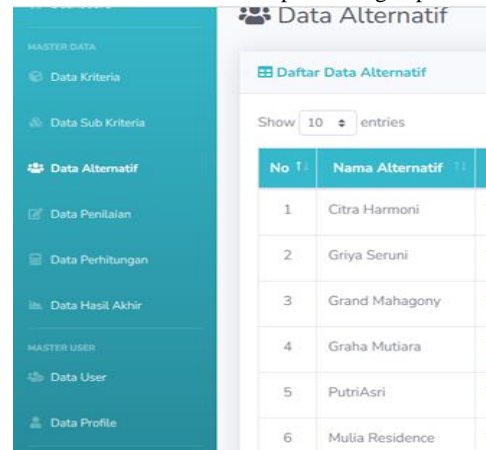 Data Alternatif
MASTER DATA
Data Kriteria
Data Sub Kriteria
Data Alternatif
Data Penilaian
Data Perhitungan
Data Hasil Akhir
MASTER USER
Data User
Data Profile
Daftar Data Alternatif
Show 10 entries
No Nama Alternatif
1 Citra Harmoni
2 Griya Seruni
3 Grand Mahagony
4 Graha Mutiara
5 PutriAsri
6 Mulia Residence